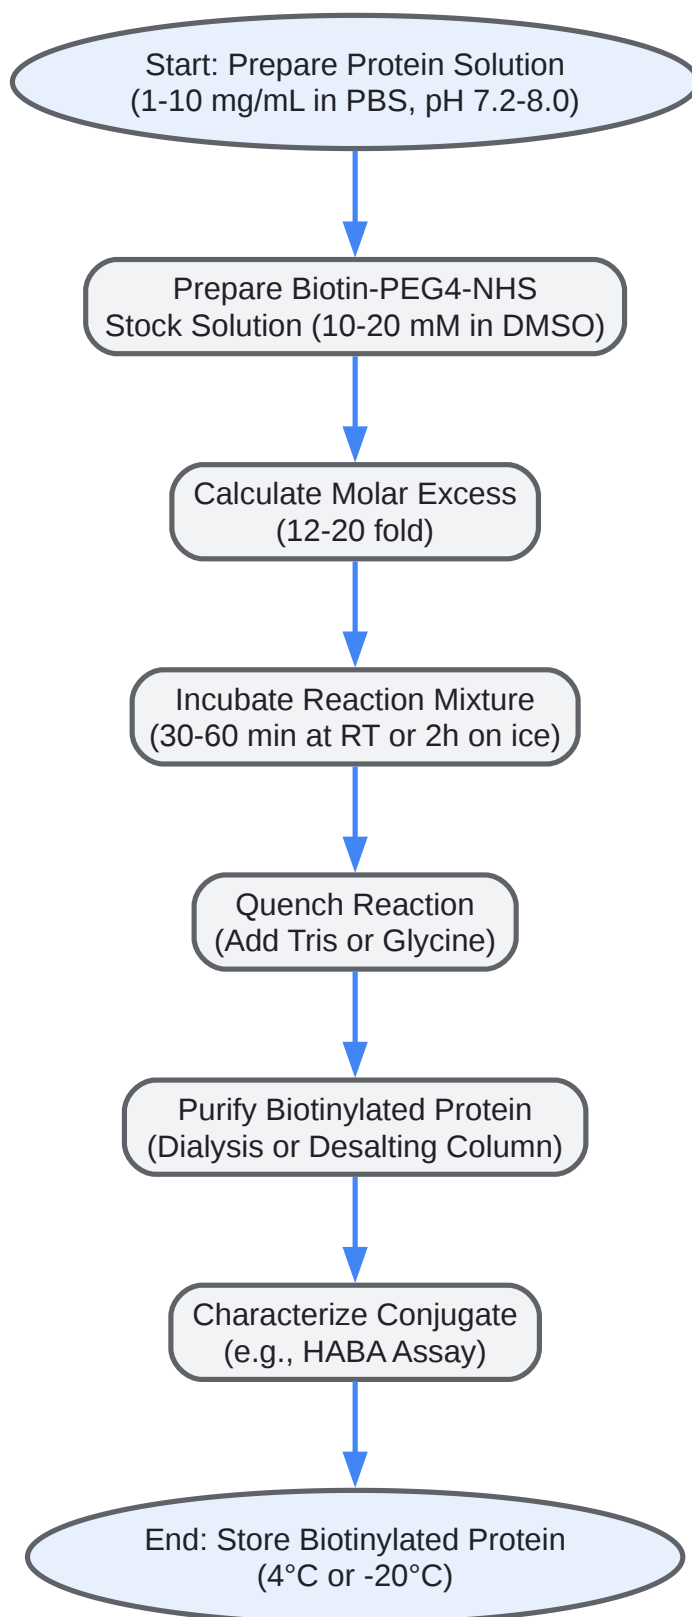 Start: Prepare Protein Solution
(1-10 mg/mL in PBS, pH 7.2-8.0)
Prepare Biotin-PEG4-NHS
Stock Solution (10-20 mM in DMSO)
Calculate Molar Excess
(12-20 fold)
Incubate Reaction Mixture
(30-60 min at RT or 2h on ice)
Quench Reaction
(Add Tris or Glycine)
Purify Biotinylated Protein
(Dialysis or Desalting Column)
Characterize Conjugate
(e.g., HABA Assay)
End: Store Biotinylated Protein
(4°C or -20°C)